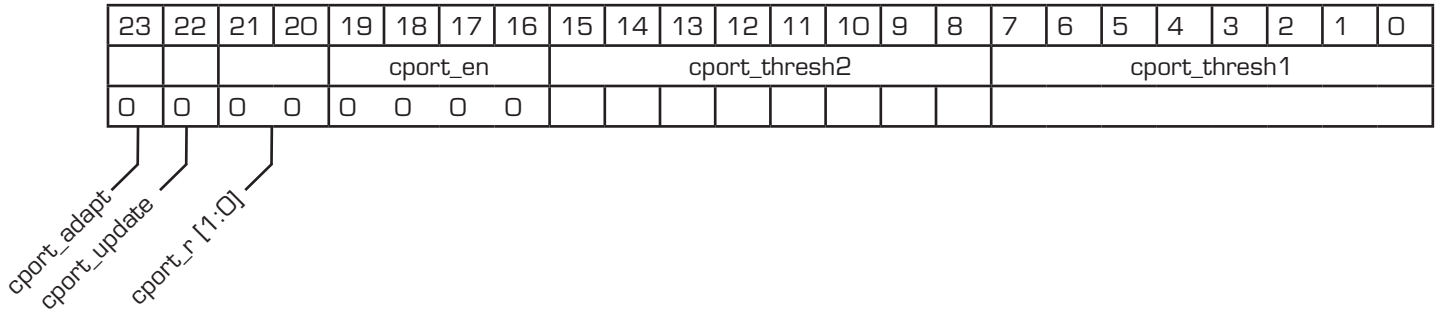 23 22 21 20 19 18 17 16 15 14 13 12 11 10 9 8 7 6 5 4 3 2 1 0
cport_en cport_thresh2 cport_thresh1
0 0 0 0 0 0 0 0
cport_adapt
cport_update
cport_r [1:0]